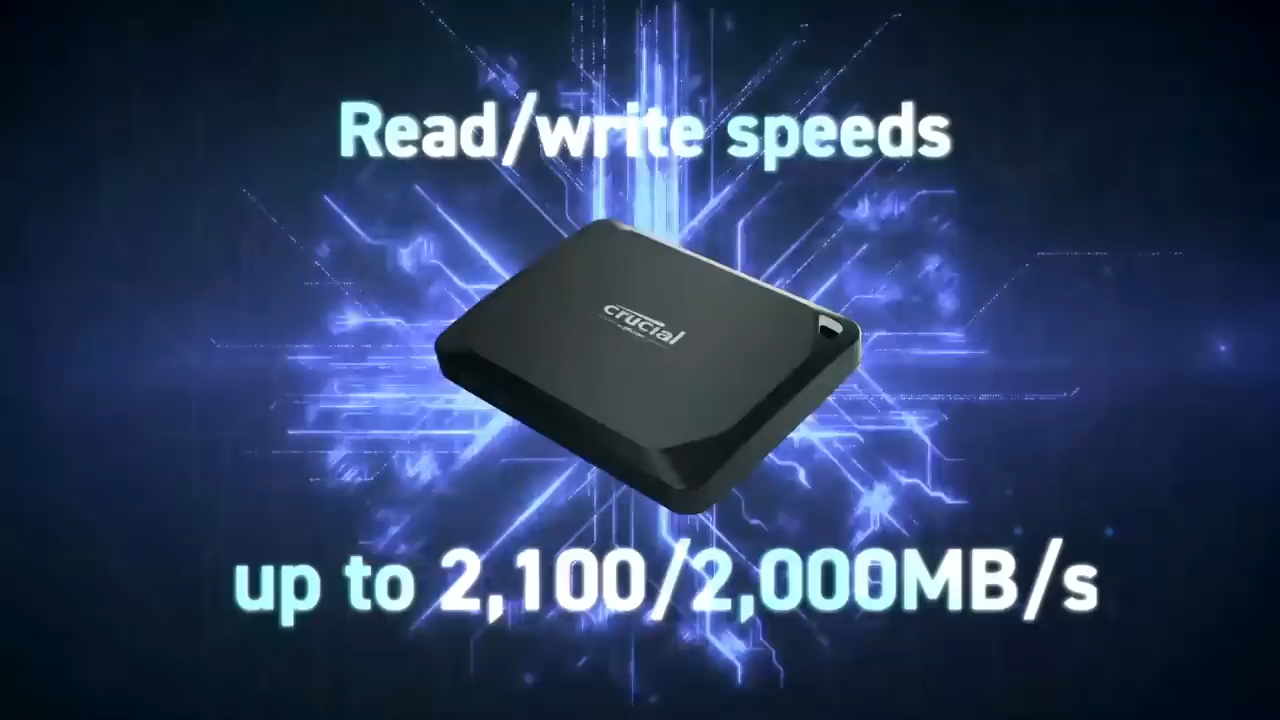 Read/write speeds
crucial
up to 2,100/2,000MB/s